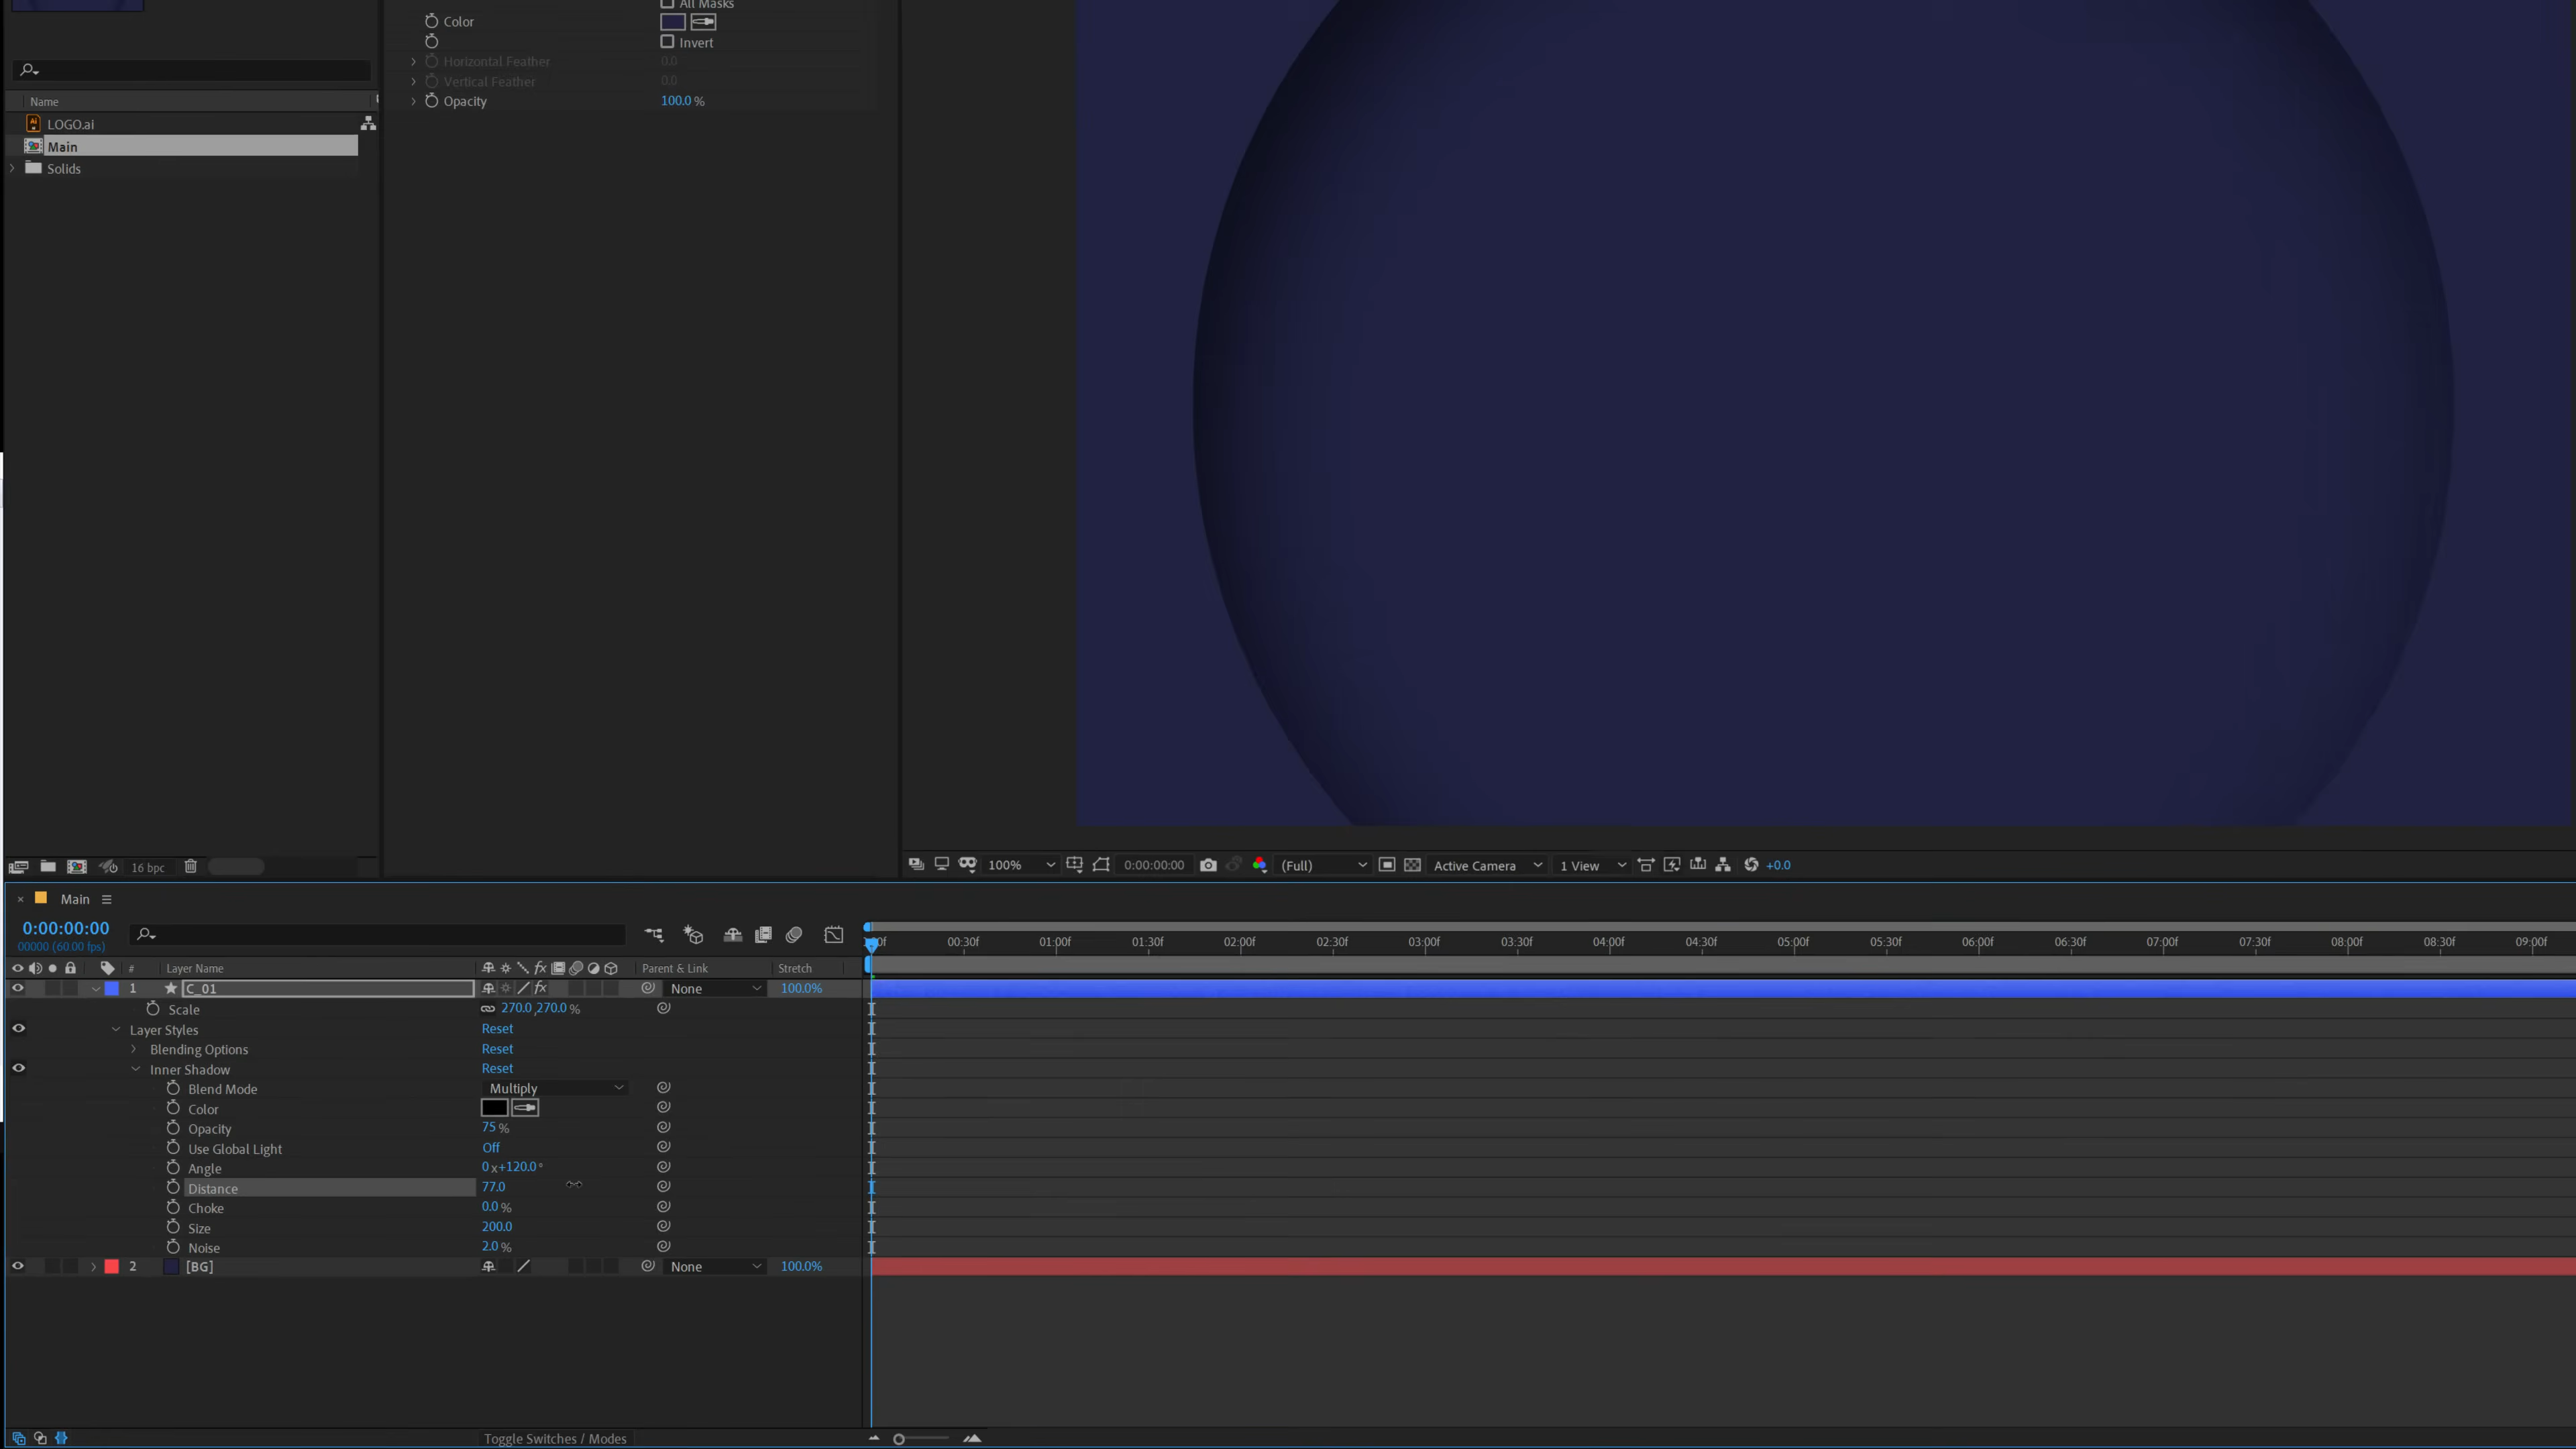 All Masks
Color
Invert
Horizontal Feather 0.0
Vertical Feather 0.0
Opacity 100.0 %
Name
Ai LOGO.ai
Main
Solids
16 bpc
100% 0:00:00:00 (Full) Active Camera 1 View +0.0
× Main
0:00:00:00
00000 (60.00 fps)
00:30f 01:00f 01:30f 02:00f 02:30f 03:00f 03:30f 04:00f 04:30f 05:00f 05:30f 06:00f 06:30f 07:00f 07:30f 08:00f 08:30f 09:00f
# Layer Name fx Parent & Link Stretch
1 C_01 fx None 100.0%
Scale 270.0,270.0 %
Layer Styles Reset
Blending Options Reset
Inner Shadow Reset
Blend Mode Multiply
Color
Opacity 75 %
Use Global Light Off
Angle 0 x+120.0 °
Distance 77.0
Choke 0.0 %
Size 200.0
Noise 2.0 %
2 [BG] None 100.0%
Toggle Switches / Modes